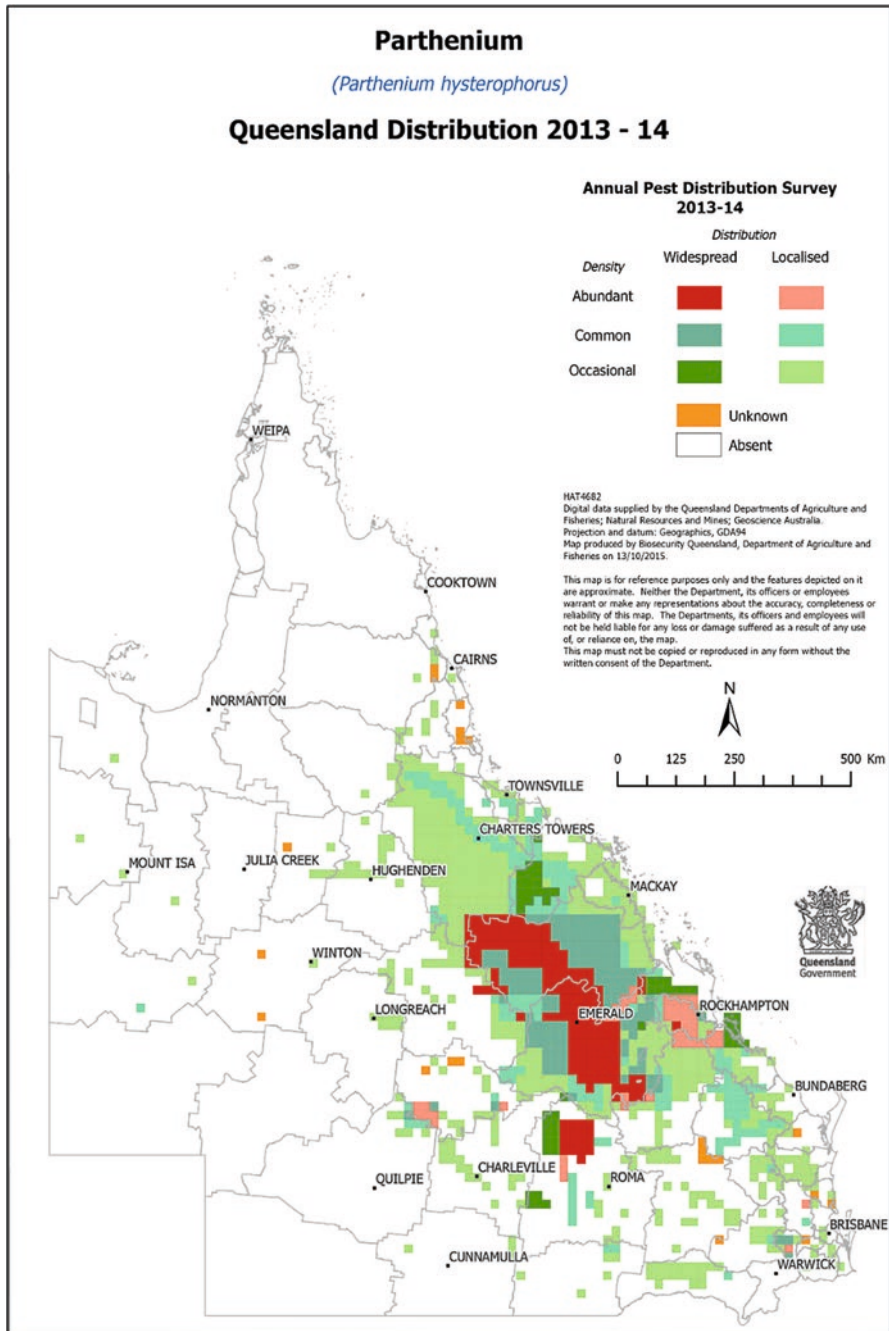 Parthenium
(Parthenium hysterophorus)
Queensland Distribution 2013 - 14
Annual Pest Distribution Survey
2013-14
Distribution
Density
Widespread
Localised
Abundant
Common
Occasional
Unknown
Absent
HAT4682
Digital data supplied by the Queensland Departments of Agriculture and
Fisheries; Natural Resources and Mines; Geoscience Australia.
Projection and datum: Geographics, GDA94
Map produced by Biosecurity Queensland, Department of Agriculture and
Fisheries on 13/10/2015.
This map is for reference purposes only and the features depicted on it
are approximate. Neither the Department, its officers or employees
warrant or make any representations about the accuracy, completeness or
reliability of this map. The Departments, its officers and employees will
not be held liable for any loss or damage suffered as a result of any use
of, or reliance on, the map.
This map must not be copied or reproduced in any form without the
written consent of the Department.
N
0 125 250 500 Km
WEIPA
COOKTOWN
CAIRNS
NORMANTON
TOWNSVILLE
CHARTERS TOWERS
MOUNT ISA
JULIA CREEK
HUGHENDEN
MACKAY
Queensland
Government
WINTON
LONGREACH
EMERALD
ROCKHAMPTON
BUNDABERG
QUILPIE
CHARLEVILLE
ROMA
BRISBANE
CUNNAMULLA
WARWICK